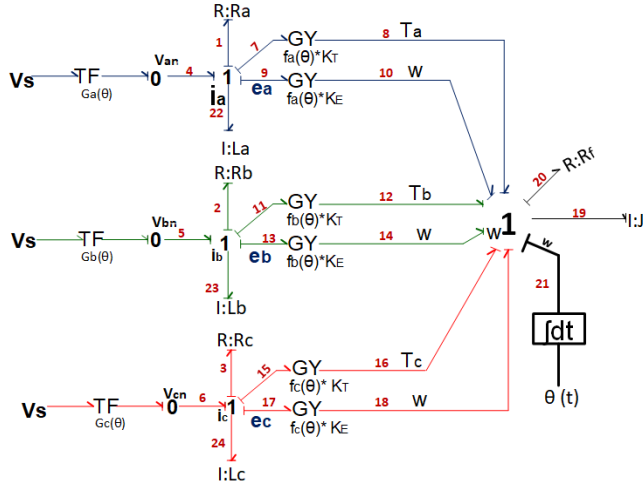 R:Ra
1
7
GY
8
Ta
fa(θ)*KT
Vs
TF
Ga(θ)
Van
0
4
1
ia
9
ea
GY
fa(θ)*KE
10
W
22
I:La
R:Rb
2
11
GY
12
Tb
fb(θ)*KT
Vs
TF
Gb(θ)
Vbn
0
5
1
ib
13
eb
GY
fb(θ)*KE
14
W
23
I:Lb
20
R:Rf
W
1
19
I:J
w
21
∫dt
θ (t)
R:Rc
3
15
GY
16
Tc
fc(θ)* KT
Vs
TF
Gc(θ)
Vcn
0
6
1
ic
17
ec
GY
fc(θ)* KE
18
W
24
I:Lc